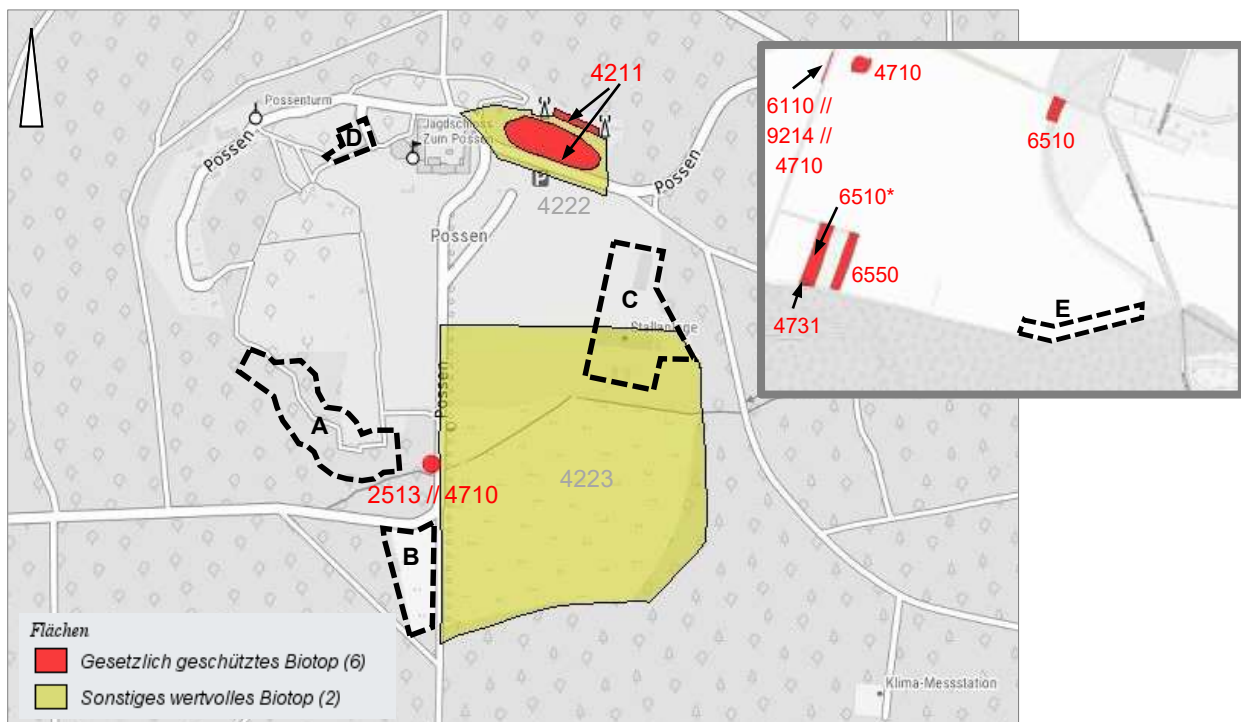 4211
Possenturm
Possen
D
Jagdschloss
Zum Possen
P
Possen
4222
Possen
C
Stallanlage
Possen
A
4223
2513 // 4710
B
Klima-Messstation
4710
6110 //
9214 //
4710
6510
6510*
6550
4731
E
Flächen
Gesetzlich geschütztes Biotop (6)
Sonstiges wertvolles Biotop (2)